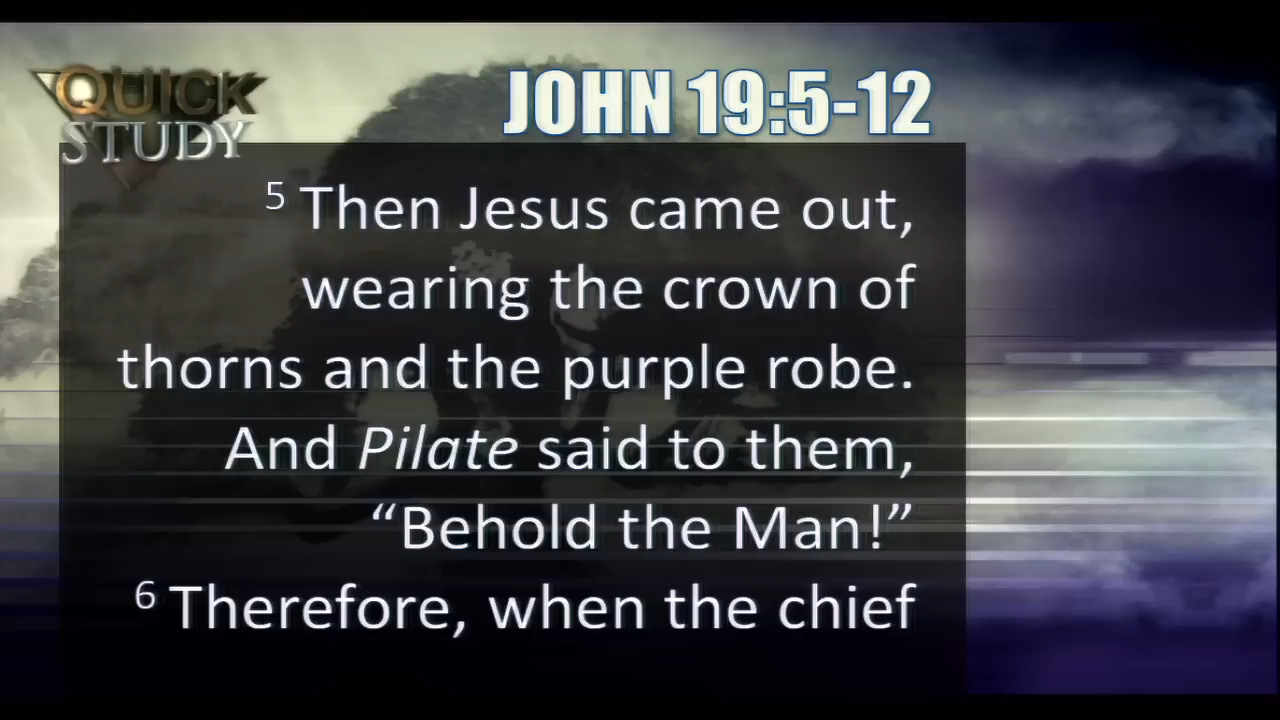 QUICK
STUDY
JOHN 19:5-12
5 Then Jesus came out,
wearing the crown of
thorns and the purple robe.
And Pilate said to them,
“Behold the Man!”
6 Therefore, when the chief